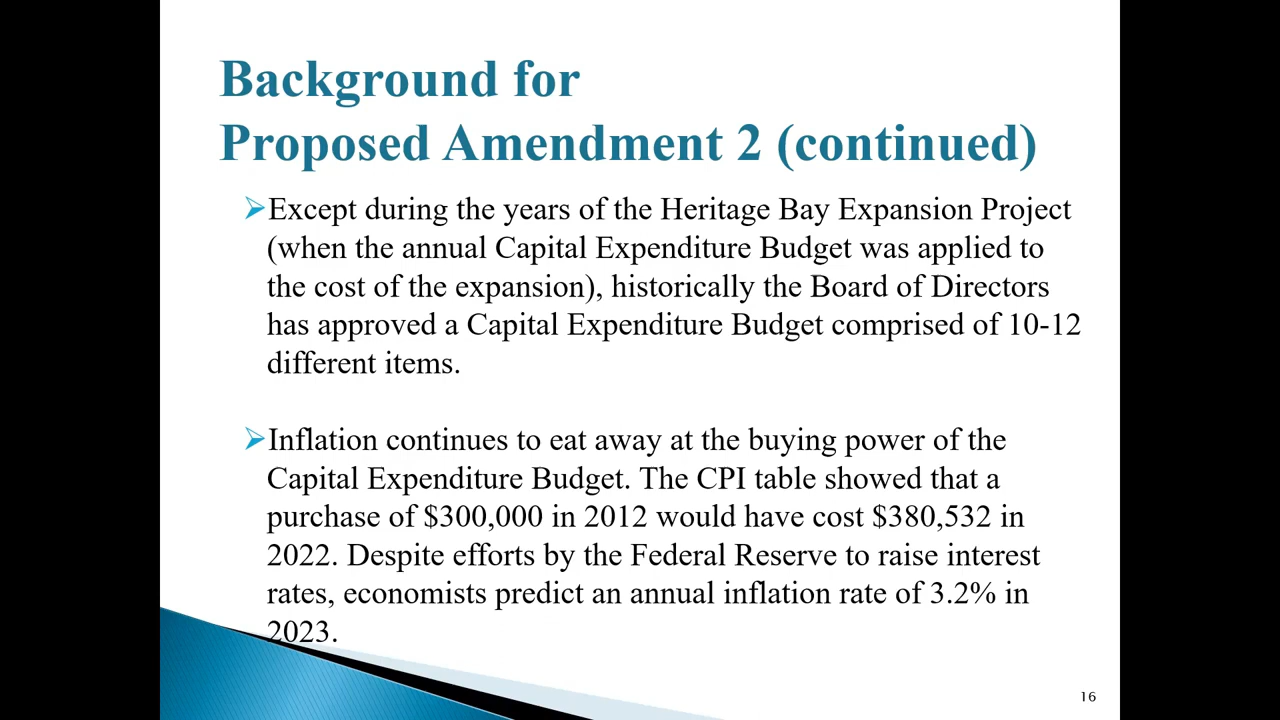 Background for
Proposed Amendment 2 (continued)
➢Except during the years of the Heritage Bay Expansion Project
(when the annual Capital Expenditure Budget was applied to
the cost of the expansion), historically the Board of Directors
has approved a Capital Expenditure Budget comprised of 10-12
different items.
➢Inflation continues to eat away at the buying power of the
Capital Expenditure Budget. The CPI table showed that a
purchase of $300,000 in 2012 would have cost $380,532 in
2022. Despite efforts by the Federal Reserve to raise interest
rates, economists predict an annual inflation rate of 3.2% in
2023.
16